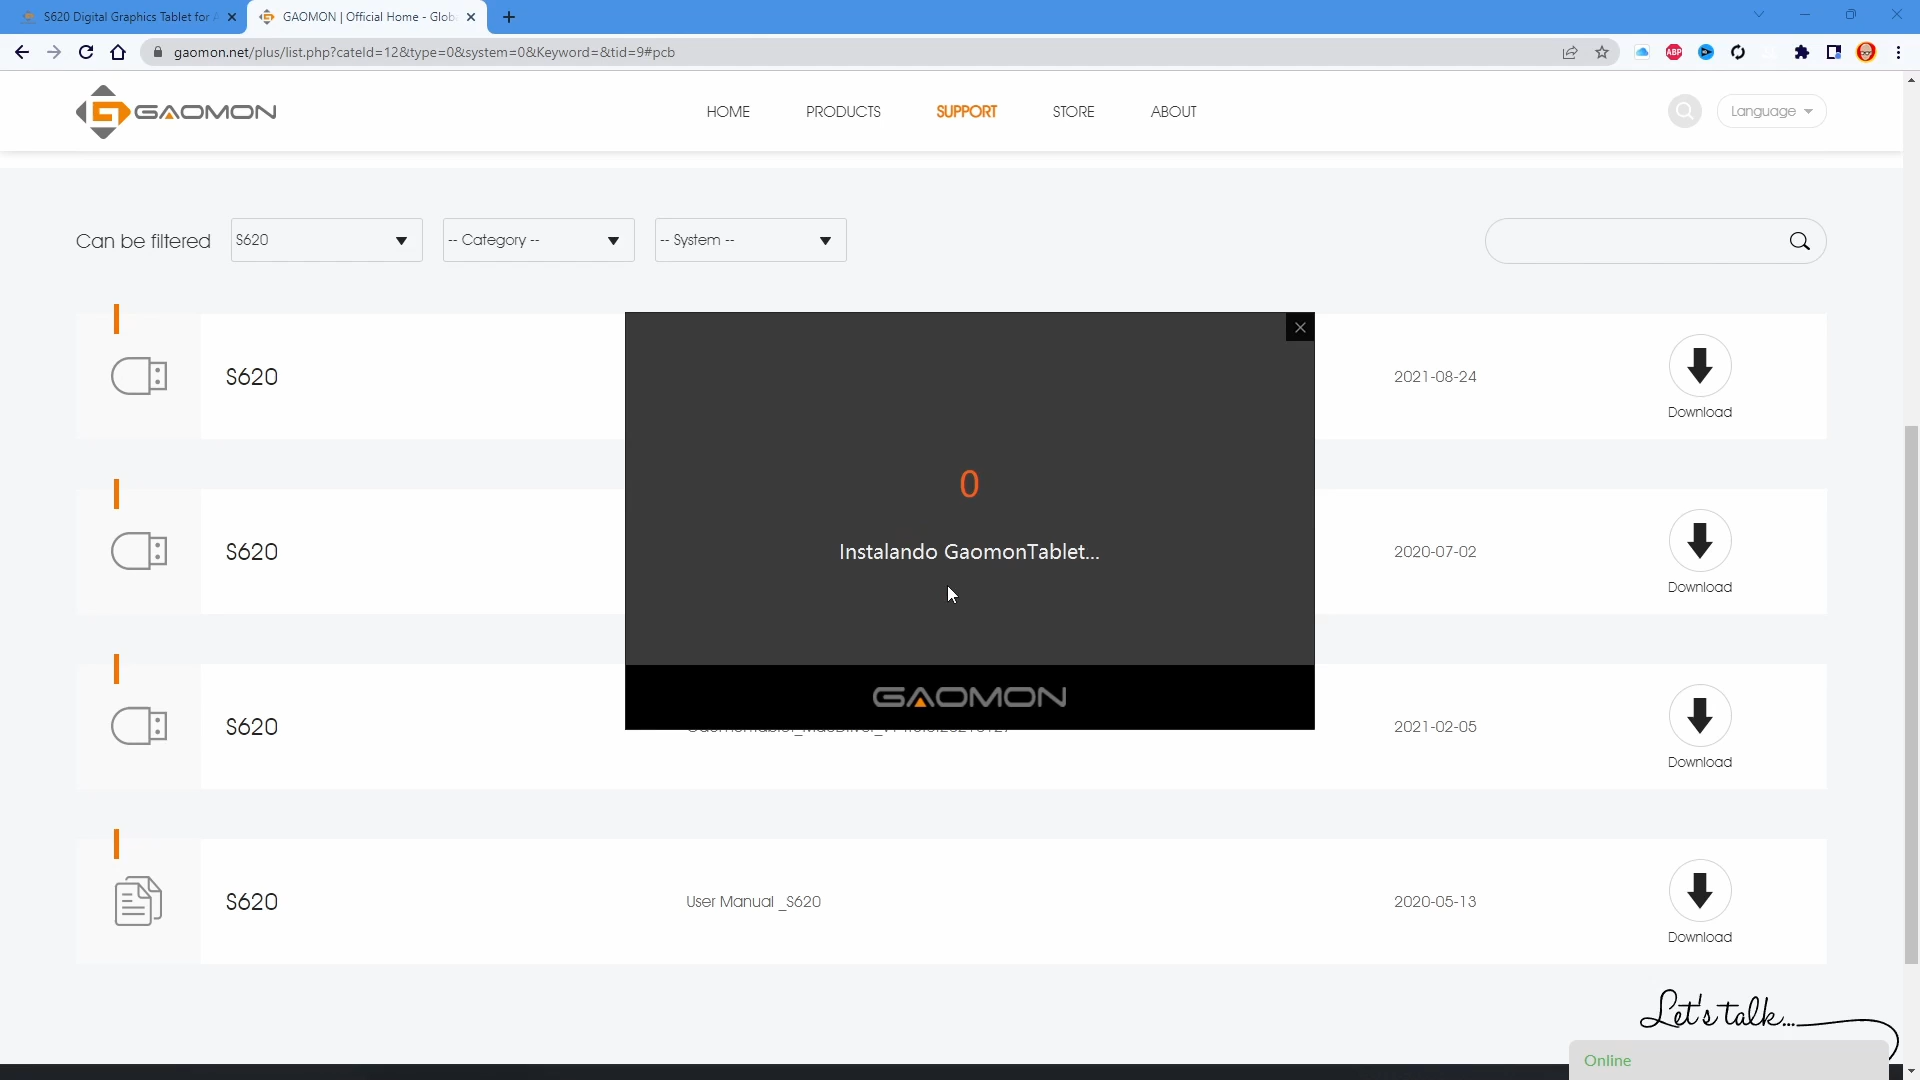 S620 Digital Graphics Tablet for
GAOMON | Official Home - Glob
gaomon.net/plus/list.php?cateId=12&type=0&system=0&Keyword=&tid=9#pcb
ABP
GAOMON
HOME
PRODUCTS
SUPPORT
STORE
ABOUT
Language
Can be filtered
S620
-- Category --
-- System --
S620
2021-08-24
Download
0
Instalando GaomonTablet...
S620
2020-07-02
Download
GAOMON
S620
2021-02-05
Download
S620
User Manual _S620
2020-05-13
Download
Let's talk...
Online